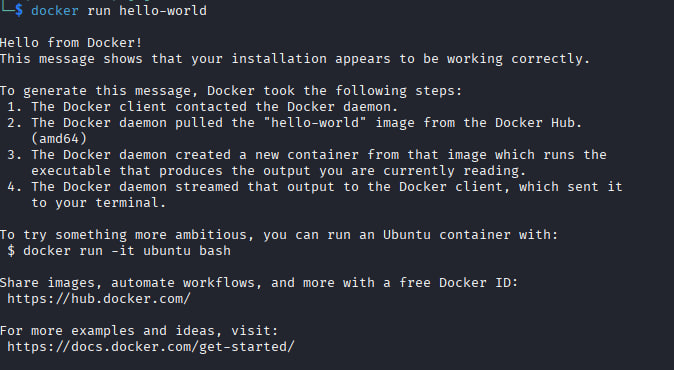 └─$ docker run hello-world

Hello from Docker!
This message shows that your installation appears to be working correctly.

To generate this message, Docker took the following steps:
 1. The Docker client contacted the Docker daemon.
 2. The Docker daemon pulled the "hello-world" image from the Docker Hub.
    (amd64)
 3. The Docker daemon created a new container from that image which runs the
    executable that produces the output you are currently reading.
 4. The Docker daemon streamed that output to the Docker client, which sent it
    to your terminal.

To try something more ambitious, you can run an Ubuntu container with:
 $ docker run -it ubuntu bash

Share images, automate workflows, and more with a free Docker ID:
 https://hub.docker.com/

For more examples and ideas, visit:
 https://docs.docker.com/get-started/